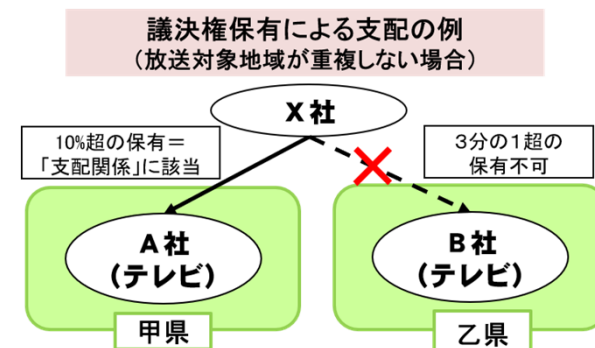 議決権保有による支配の例
（放送対象地域が重複しない場合）
X社
10%超の保有＝
「支配関係」に該当
３分の１超の
保有不可
A社
（テレビ）
B社
（テレビ）
甲県
乙県